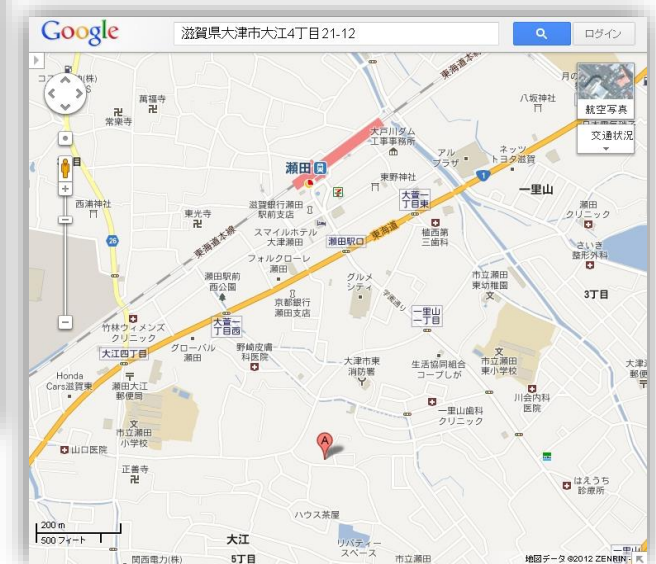 Google
滋賀県大津市大江4丁目21-12
ログイン
航空写真
交通状況
東海道本線
八坂神社
萬福寺
常楽寺
大戸川ダム
工事事務所
アル
プラザ
ネッツ
トヨタ滋賀
瀬田
東野神社
1
一里山
大萱一
丁目東
西浦神社
滋賀銀行瀬田
駅前支店
東光寺
植西第
三歯科
瀬田
クリニック
スマイルホテル
大津瀬田
瀬田駅口
東海道
26
東海道本線
フォルクローレ
瀬田
さいき
整形外科
瀬田駅前
西公園
グルメ
シティ
市立瀬田
東幼稚園
3丁目
京都銀行
瀬田支店
学園通り
一里山
一丁目
竹林ウィメンズ
クリニック
大萱一
丁目西
大江四丁目
グローバル
瀬田
野崎皮膚
科医院
大津市東
消防署
生活協同組合
コープしが
市立瀬田
東小学校
Honda
Cars滋賀東
瀬田大江
郵便局
川会内科
医院
一里山歯科
クリニック
市立瀬田
小学校
A
山口医院
正善寺
はえうち
診療所
ハウス茶屋
200 m
500 フィート
大江
5丁目
リバティー
スペース
関西電力(株)
市立瀬田
地図データ ©2012 ZENRIN